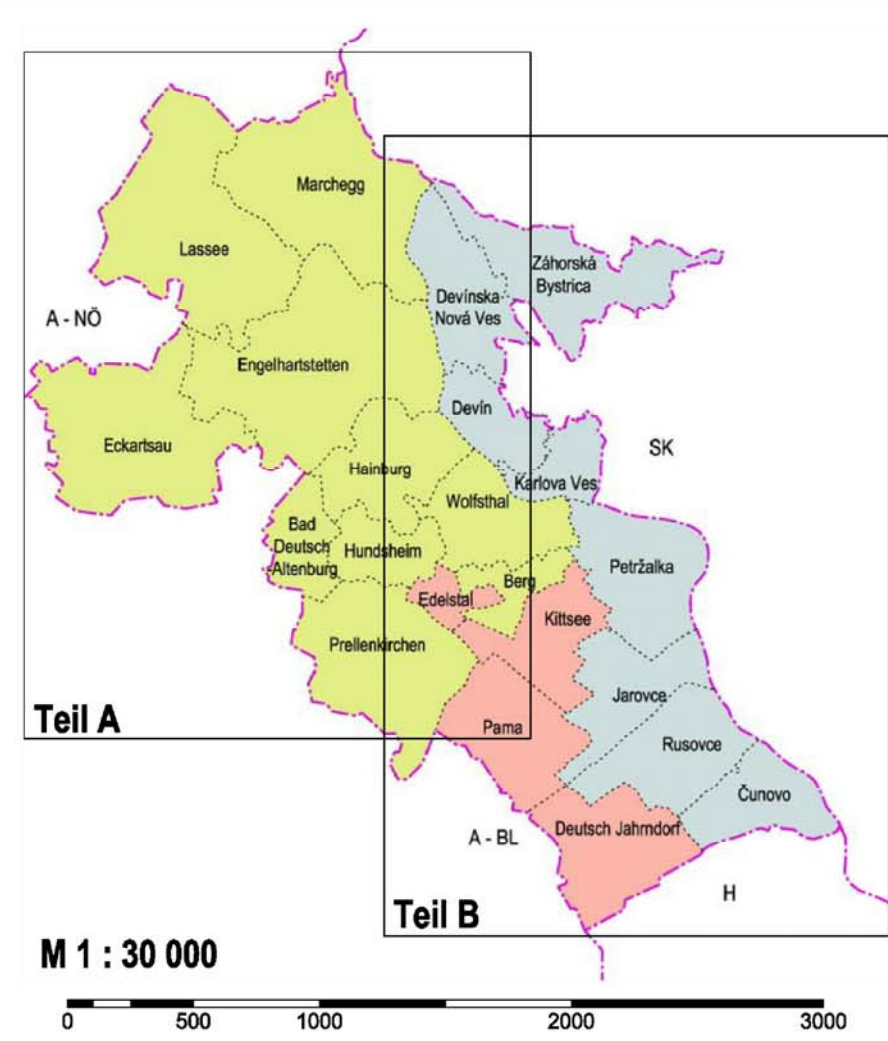 Marchegg
Lassee
Záhorská
Bystrica
Devínska
Nová Ves
A - NÖ
Engelhartstetten
Devín
Eckartsau
SK
Hainburg
Karlova Ves
Wolfsthal
Bad
Deutsch
-Altenburg
Hundsheim
Petržalka
Berg
Edelstal
Kittsee
Prellenkirchen
Jarovce
Teil A
Pama
Rusovce
Čunovo
Deutsch Jahrndorf
A - BL
H
Teil B
M 1 : 30 000
0 500 1000 2000 3000